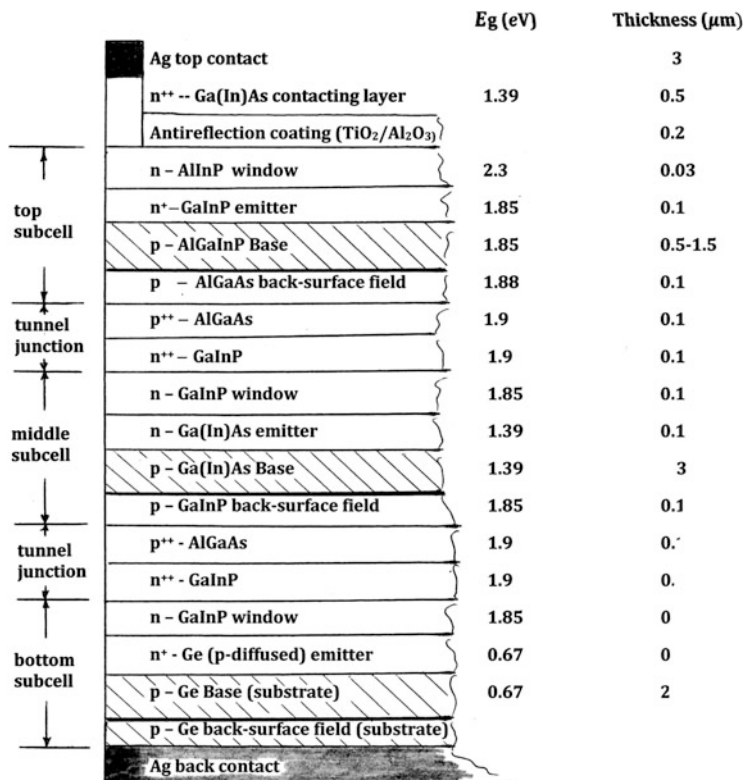 Eg (eV) Thickness (μm)
Ag top contact 3
n⁺⁺ -- Ga(In)As contacting layer 1.39 0.5
Antireflection coating (TiO₂/Al₂O₃) 0.2
n – AlInP window 2.3 0.03
n⁺– GaInP emitter 1.85 0.1
top subcell
p – AlGaInP Base 1.85 0.5-1.5
p – AlGaAs back-surface field 1.88 0.1
tunnel junction
p⁺⁺ – AlGaAs 1.9 0.1
n⁺⁺ – GaInP 1.9 0.1
n – GaInP window 1.85 0.1
middle subcell
n – Ga(In)As emitter 1.39 0.1
p – Ga(In)As Base 1.39 3
p – GaInP back-surface field 1.85 0.1
tunnel junction
p⁺⁺ - AlGaAs 1.9 0.
n⁺⁺ - GaInP 1.9 0.
n – GaInP window 1.85 0
bottom subcell
n⁺ - Ge (p-diffused) emitter 0.67 0
p – Ge Base (substrate) 0.67 2
p – Ge back-surface field (substrate)
Ag back contact